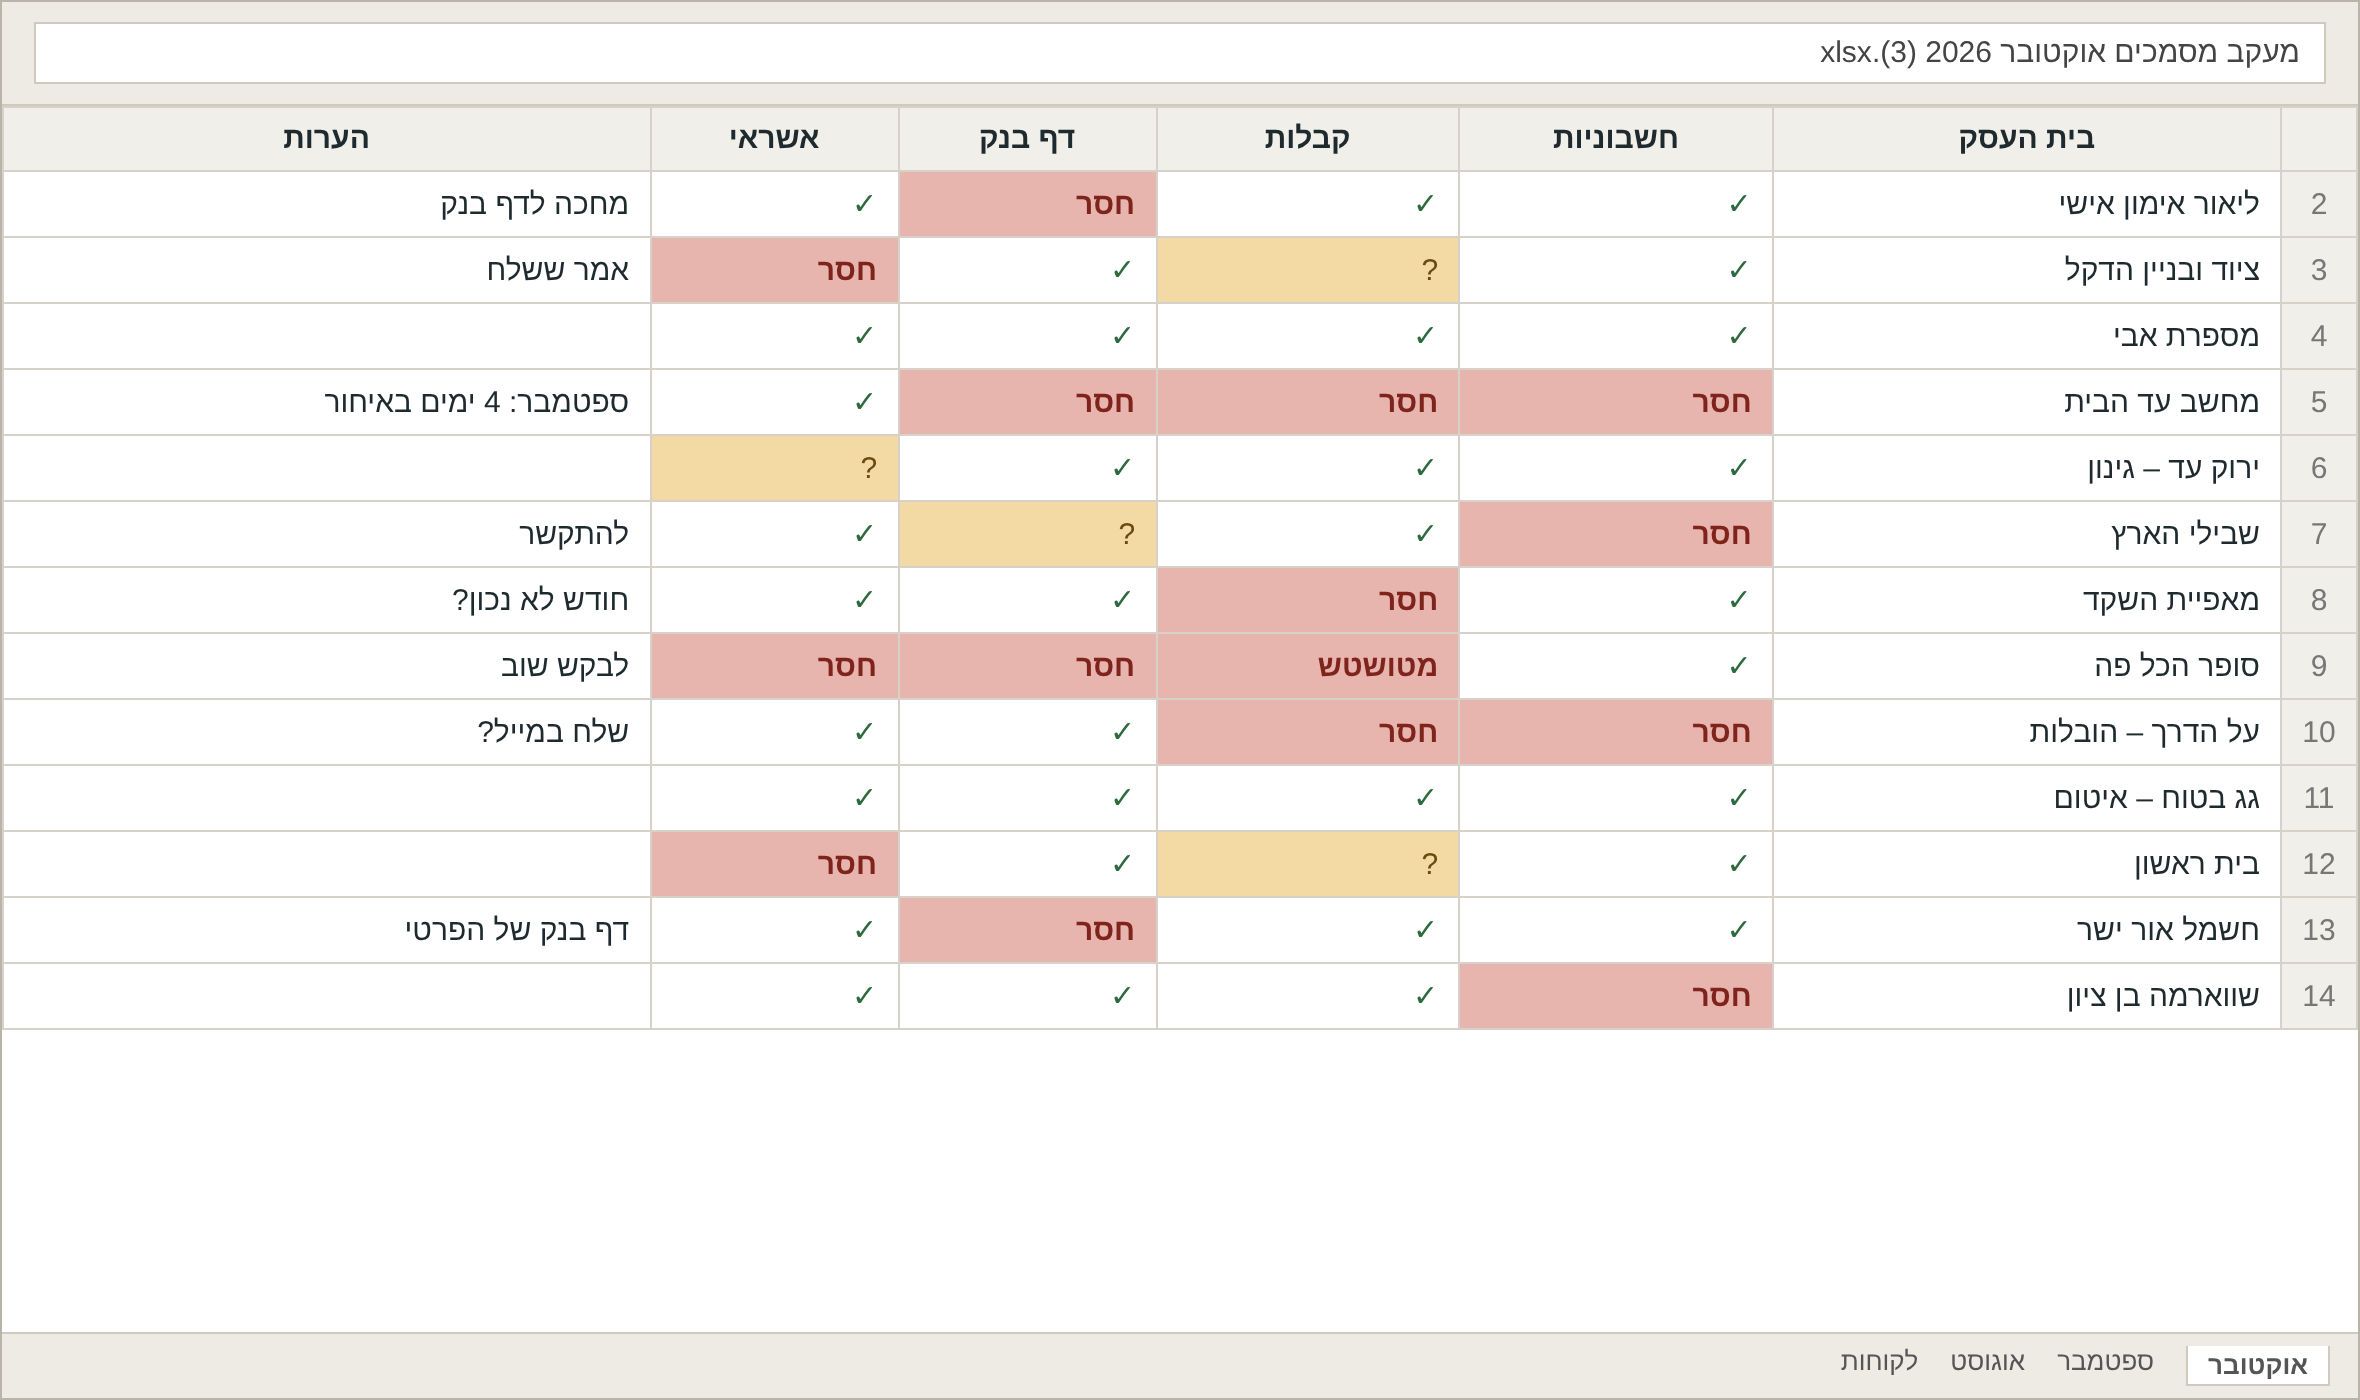 מעקב מסמכים אוקטובר 2026 (3).xlsx
בית העסק חשבוניות קבלות דף בנק אשראי הערות
2 ליאור אימון אישי ✓ ✓ חסר ✓ מחכה לדף בנק
3 ציוד ובניין הדקל ✓ ? ✓ חסר אמר ששלח
4 מספרת אבי ✓ ✓ ✓ ✓
5 מחשב עד הבית חסר חסר חסר ✓ ספטמבר: 4 ימים באיחור
6 ירוק עד – גינון ✓ ✓ ✓ ?
7 שבילי הארץ חסר ✓ ? ✓ להתקשר
8 מאפיית השקד ✓ חסר ✓ ✓ חודש לא נכון?
9 סופר הכל פה ✓ מטושטש חסר חסר לבקש שוב
10 על הדרך – הובלות חסר חסר ✓ ✓ שלח במייל?
11 גג בטוח – איטום ✓ ✓ ✓ ✓
12 בית ראשון ✓ ? ✓ חסר
13 חשמל אור ישר ✓ ✓ חסר ✓ דף בנק של הפרטי
14 שווארמה בן ציון חסר ✓ ✓ ✓
אוקטובר ספטמבר אוגוסט לקוחות